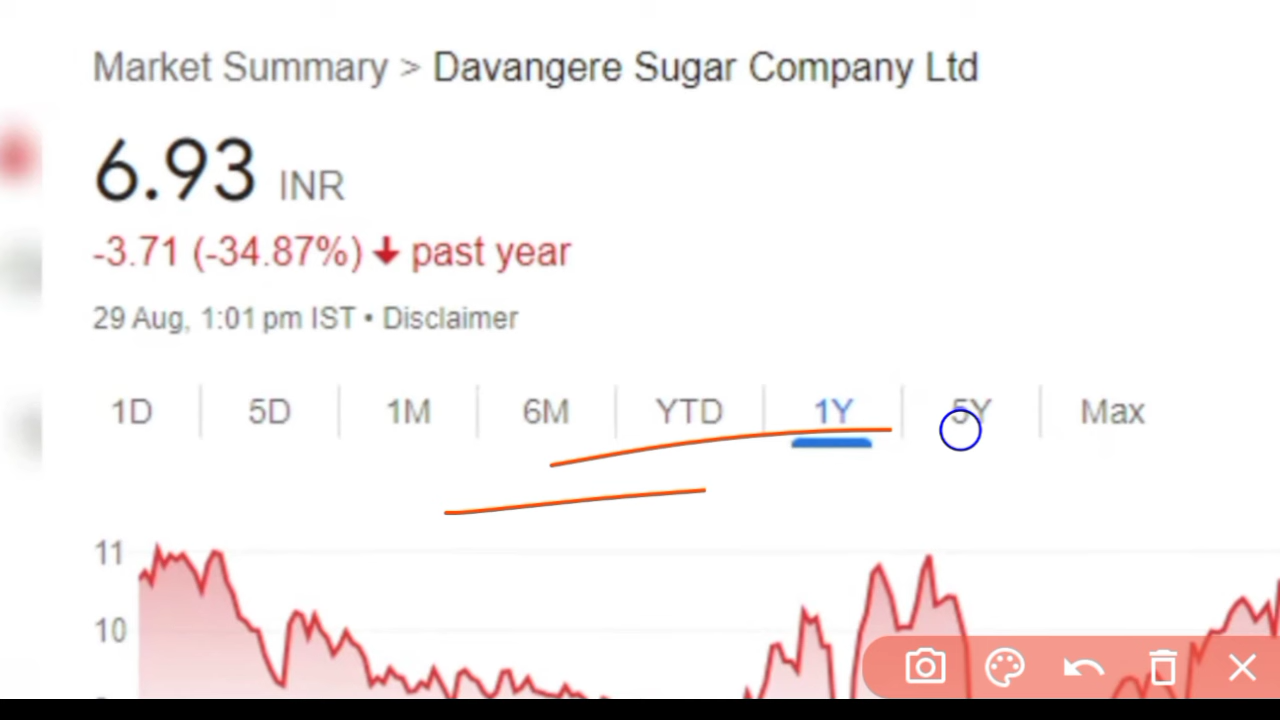 Market Summary > Davangere Sugar Company Ltd
6.93 INR
-3.71 (-34.87%) ↓ past year
29 Aug, 1:01 pm IST • Disclaimer
1D 5D 1M 6M YTD 1Y 5Y Max
11
10